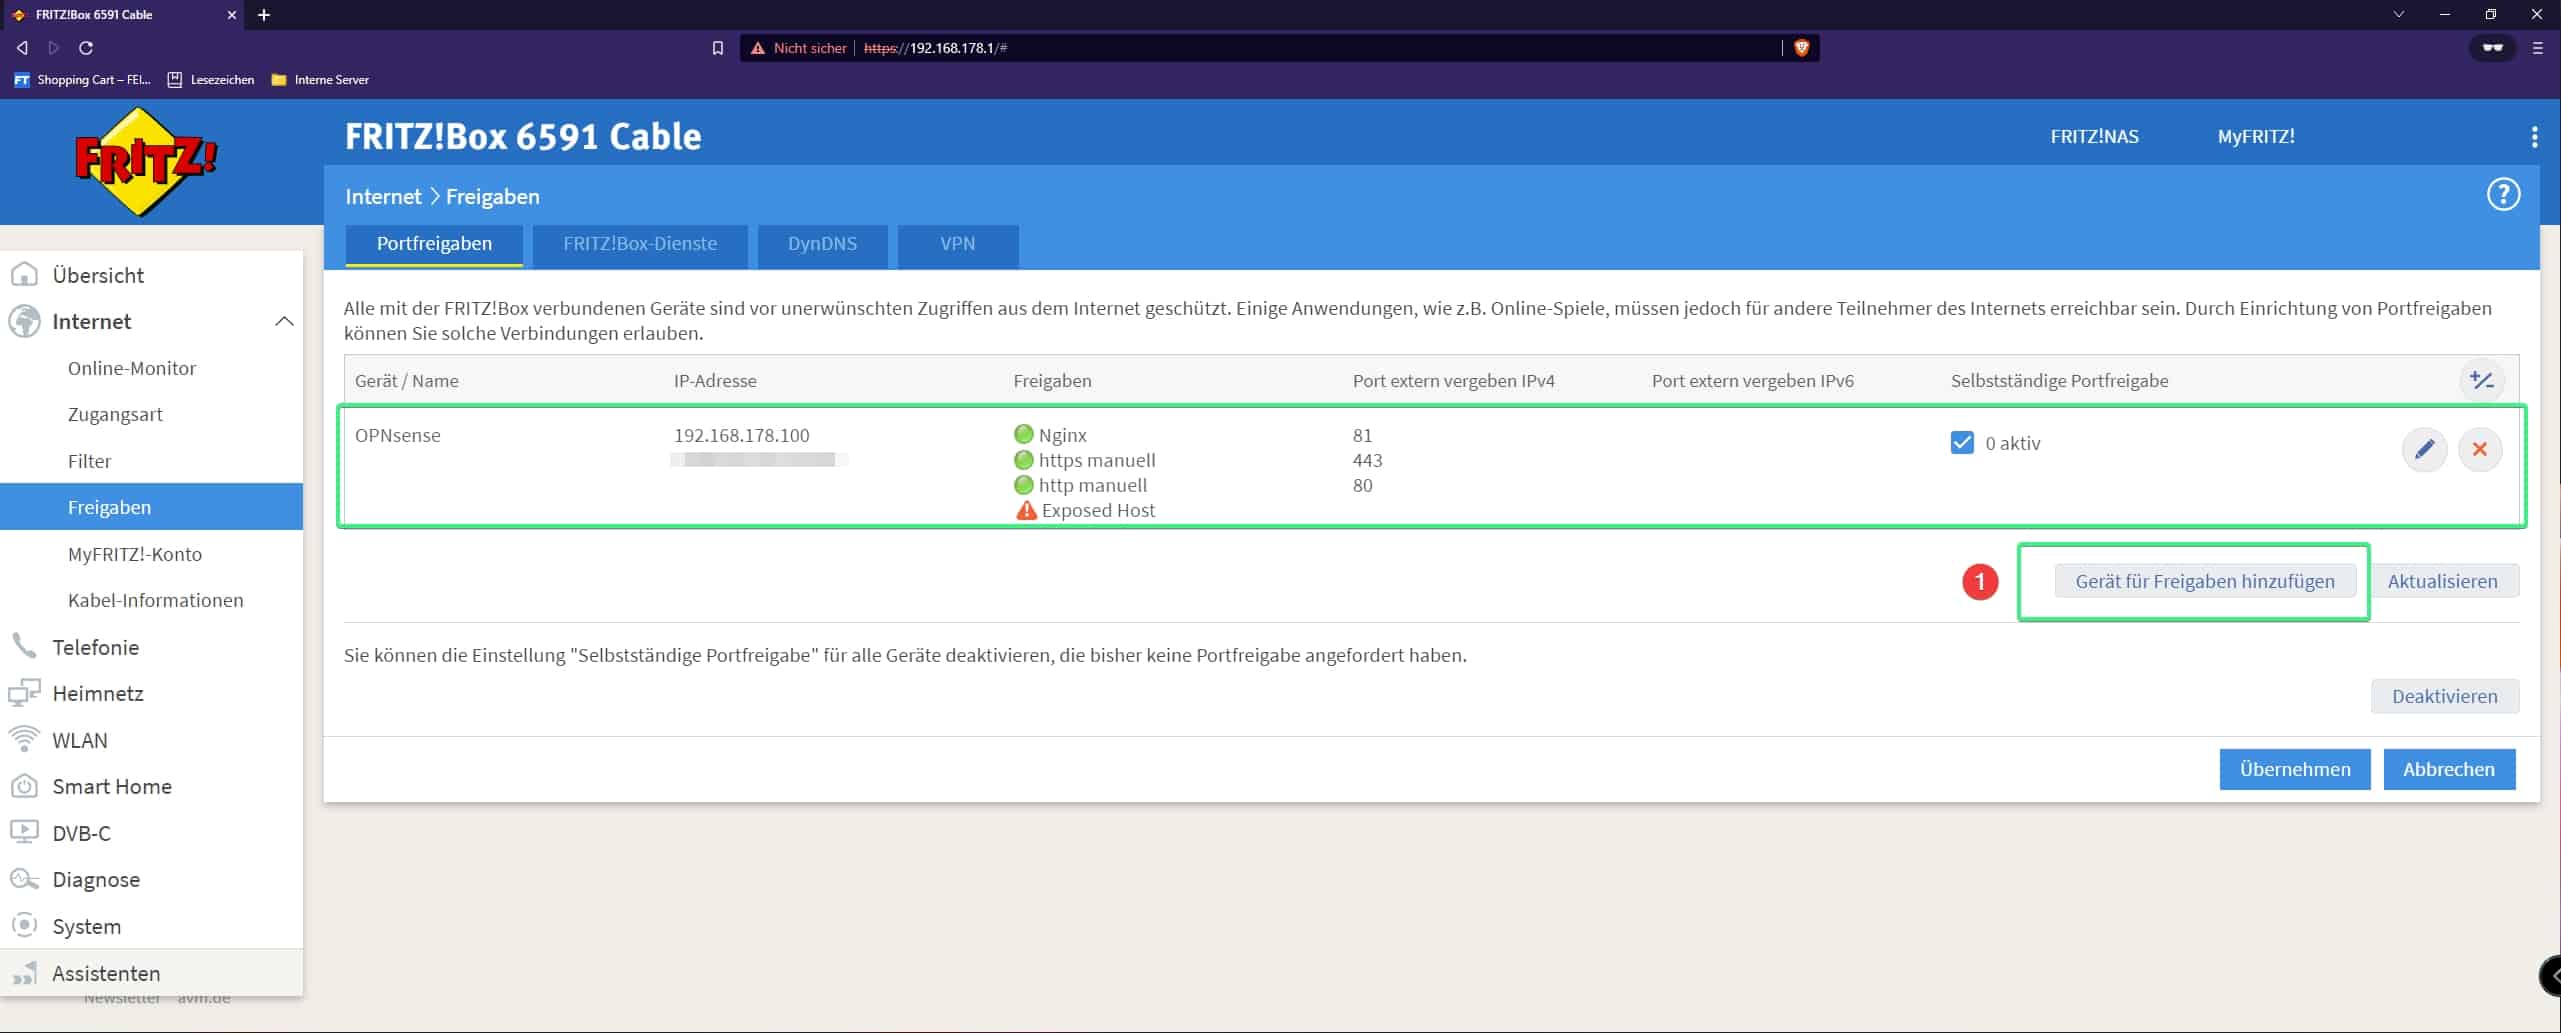 FRITZ!Box 6591 Cable
Nicht sicher https://192.168.178.1/#
FT Shopping Cart – FEI... Lesezeichen Interne Server
FRITZ!
FRITZ!Box 6591 Cable
FRITZ!NAS MyFRITZ!
Internet > Freigaben
?
Portfreigaben FRITZ!Box-Dienste DynDNS VPN
Übersicht
Internet
Online-Monitor
Zugangsart
Filter
Freigaben
MyFRITZ!-Konto
Kabel-Informationen
Telefonie
Heimnetz
WLAN
Smart Home
DVB-C
Diagnose
System
Assistenten
Newsletter avm.de
Alle mit der FRITZ!Box verbundenen Geräte sind vor unerwünschten Zugriffen aus dem Internet geschützt. Einige Anwendungen, wie z.B. Online-Spiele, müssen jedoch für andere Teilnehmer des Internets erreichbar sein. Durch Einrichtung von Portfreigaben
können Sie solche Verbindungen erlauben.
Gerät / Name IP-Adresse Freigaben Port extern vergeben IPv4 Port extern vergeben IPv6 Selbstständige Portfreigabe
OPNsense 192.168.178.100 Nginx 81 0 aktiv
https manuell 443
http manuell 80
Exposed Host
1 Gerät für Freigaben hinzufügen Aktualisieren
Sie können die Einstellung "Selbstständige Portfreigabe" für alle Geräte deaktivieren, die bisher keine Portfreigabe angefordert haben.
Deaktivieren
Übernehmen Abbrechen